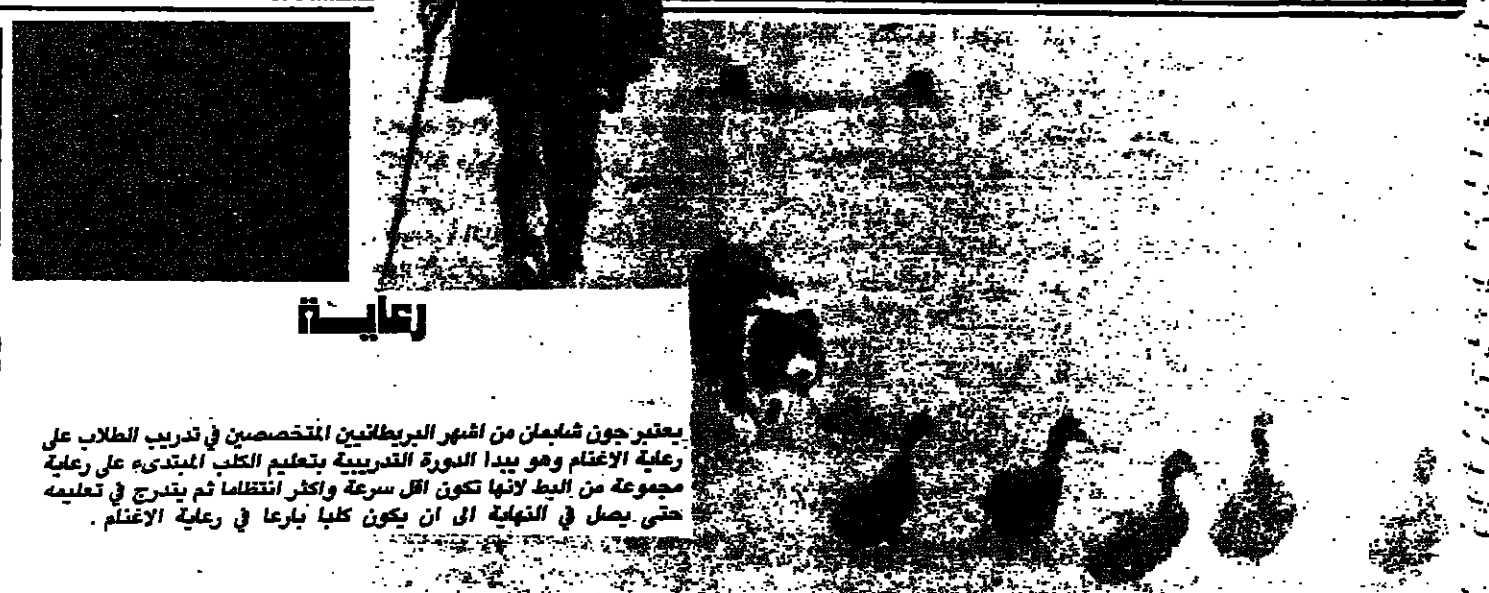 رعايــة
يعتبر جون شابمان من اشهر البريطانيين المتخصصين في تدريب الطلاب على
رعاية الاغنام وهو يبدا الدورة التدريبية بتعليم الكلب المبتدىء على رعاية
مجموعة من البط لانها تكون اقل سرعة واكثر انتظاما ثم يتدرج في تعليمه
حتى يصل في النهاية الى ان يكون كلبا بارعا في رعاية الاغنام .